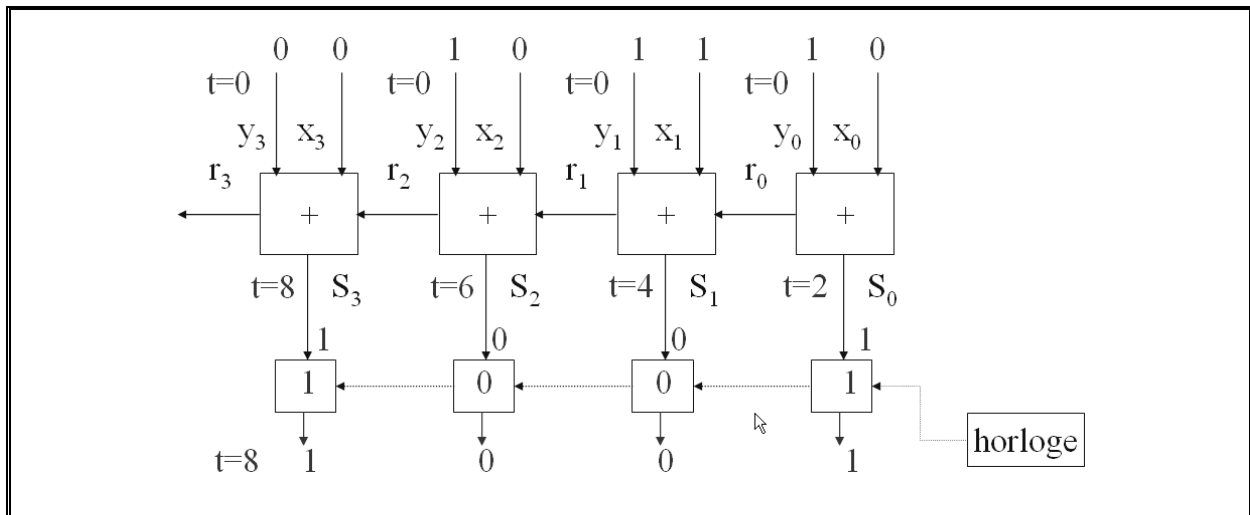 0 0 1 0 1 1 1 0
t=0 t=0 t=0 t=0
y3 x3 y2 x2 y1 x1 y0 x0
r3 r2 r1 r0
+ + + +
t=8 S3 t=6 S2 t=4 S1 t=2 S0
1 0 0 1
1 0 0 1
horloge
t=8 1 0 0 1